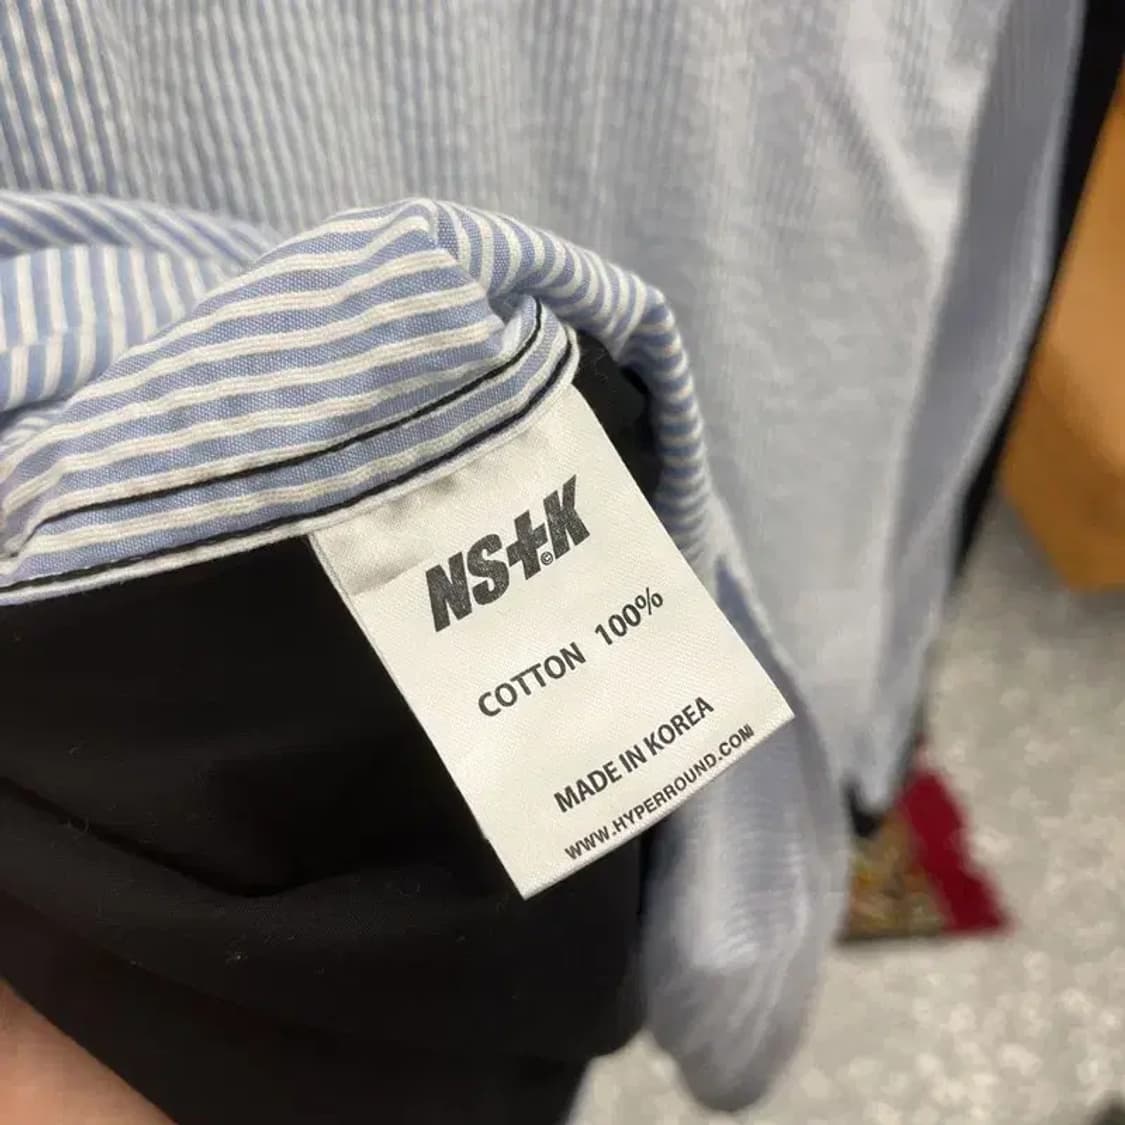 NS+.K ©
COTTON 100%
MADE IN KOREA
WWW.HYPERROUND.COM